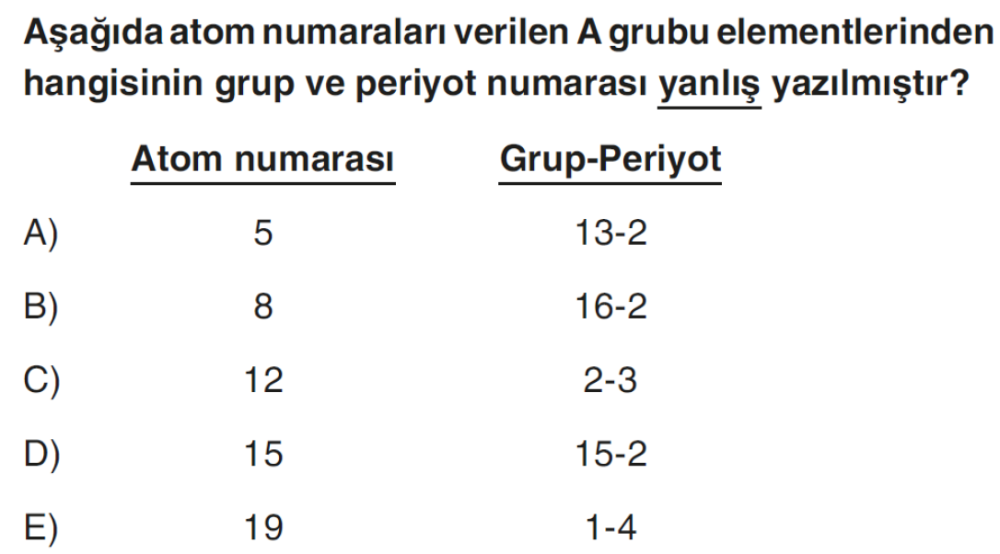 Aşağıda atom numaraları verilen A grubu elementlerinden
hangisinin grup ve periyot numarası yanlış yazılmıştır?
Atom numarası Grup-Periyot
A) 5 13-2
B) 8 16-2
C) 12 2-3
D) 15 15-2
E) 19 1-4